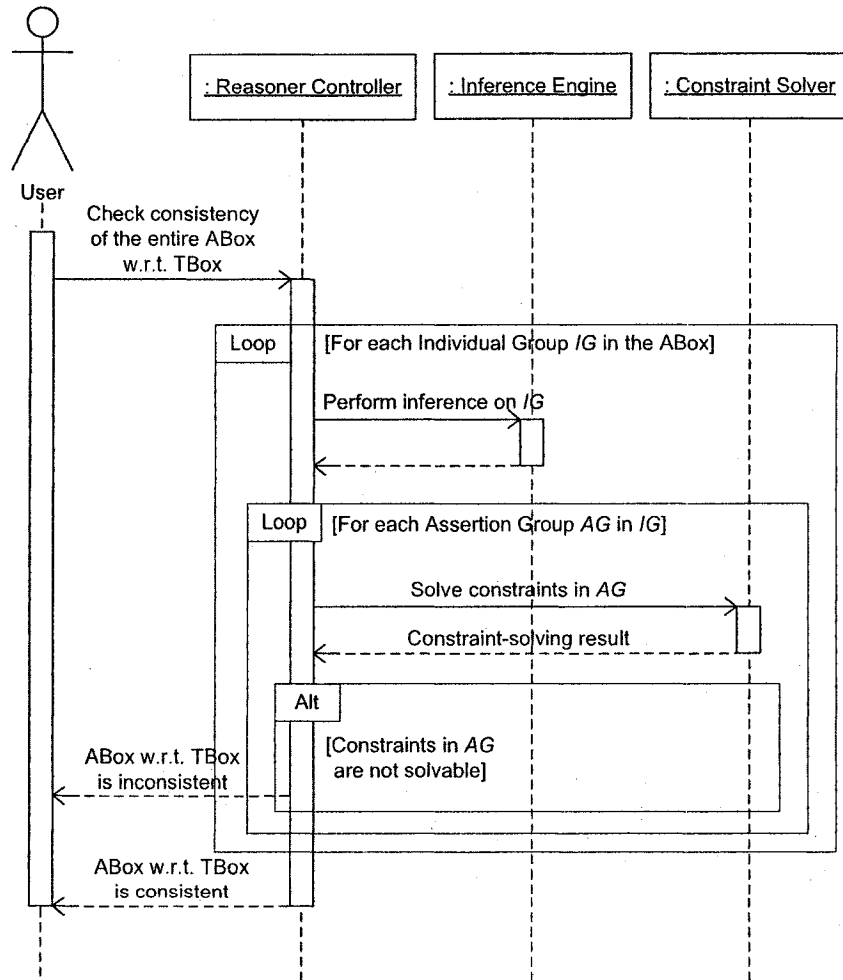 : Reasoner Controller
: Inference Engine
: Constraint Solver
User
Check consistency
of the entire ABox
w.r.t. TBox
Loop
[For each Individual Group IG in the ABox]
Perform inference on IG
Loop
[For each Assertion Group AG in IG]
Solve constraints in AG
Constraint-solving result
Alt
[Constraints in AG
are not solvable]
ABox w.r.t. TBox
is inconsistent
ABox w.r.t. TBox
is consistent